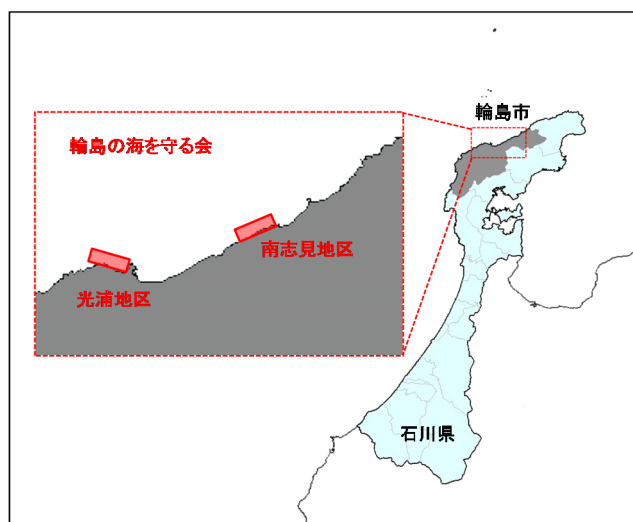 輪島市
輪島の海を守る会
南志見地区
光浦地区
石川県